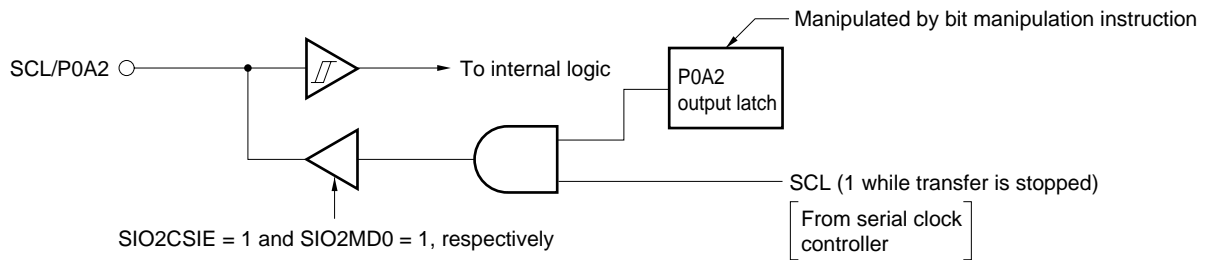 Manipulated by bit manipulation instruction
SCL/P0A2
To internal logic
P0A2
output latch
SCL (1 while transfer is stopped)
From serial clock
controller
SIO2CSIE = 1 and SIO2MD0 = 1, respectively